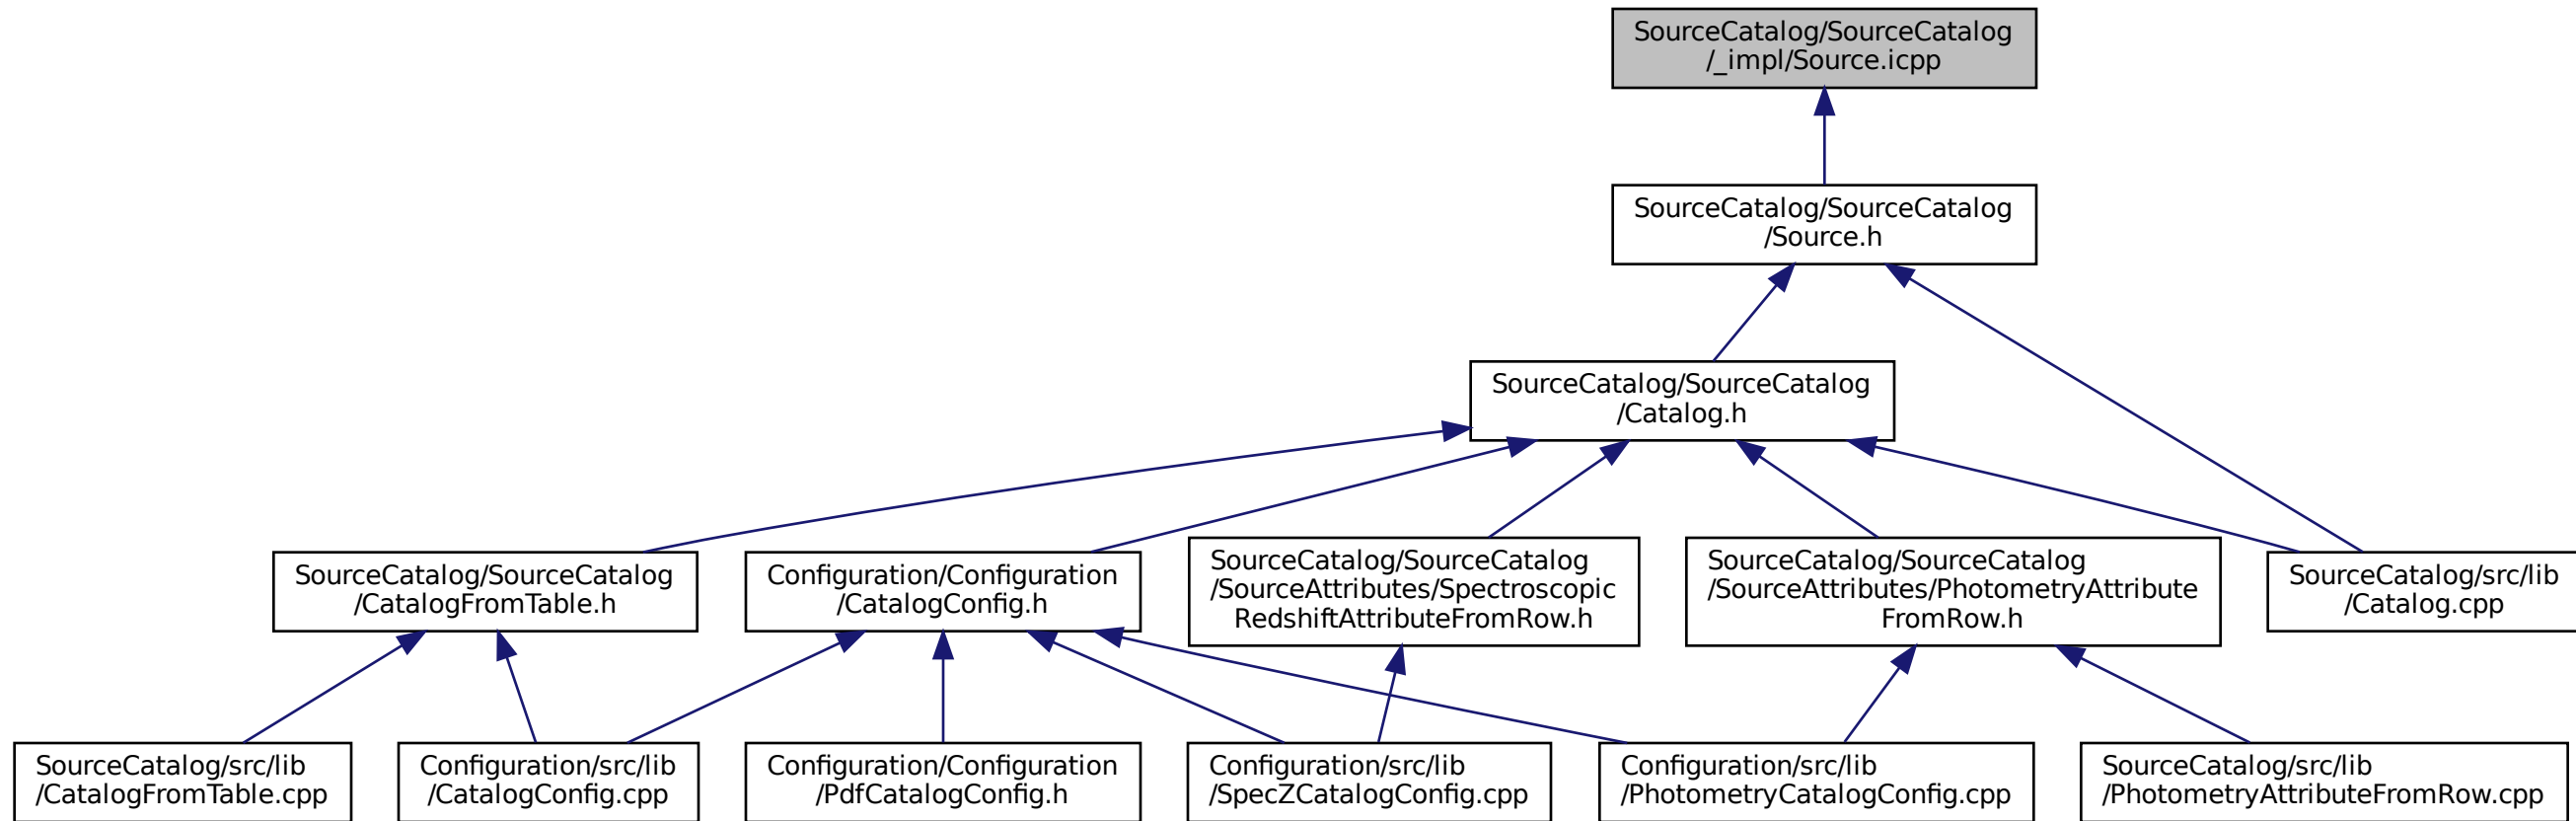 SourceCatalog/SourceCatalog
/_impl/Source.icpp
SourceCatalog/SourceCatalog
/Source.h
SourceCatalog/SourceCatalog
/Catalog.h
SourceCatalog/SourceCatalog
/CatalogFromTable.h
Configuration/Configuration
/CatalogConfig.h
SourceCatalog/SourceCatalog
/SourceAttributes/Spectroscopic
RedshiftAttributeFromRow.h
SourceCatalog/SourceCatalog
/SourceAttributes/PhotometryAttribute
FromRow.h
SourceCatalog/src/lib
/Catalog.cpp
SourceCatalog/src/lib
/CatalogFromTable.cpp
Configuration/src/lib
/CatalogConfig.cpp
Configuration/Configuration
/PdfCatalogConfig.h
Configuration/src/lib
/SpecZCatalogConfig.cpp
Configuration/src/lib
/PhotometryCatalogConfig.cpp
SourceCatalog/src/lib
/PhotometryAttributeFromRow.cpp